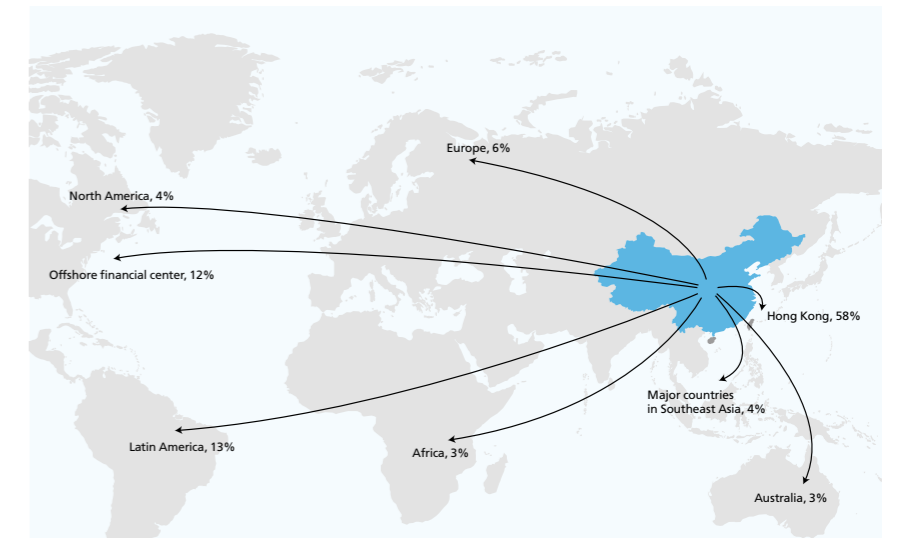 Europe, 6%
North America, 4%
Offshore financial center, 12%
Hong Kong, 58%
Major countries
in Southeast Asia, 4%
Latin America, 13%
Africa, 3%
Australia, 3%